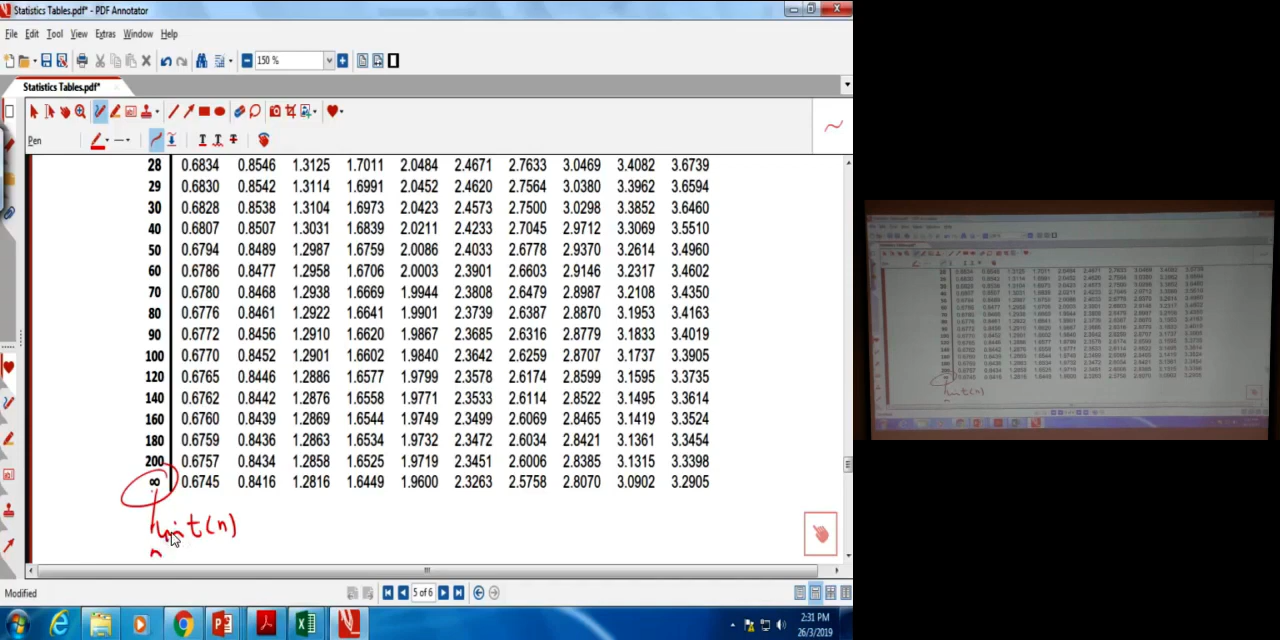 Statistics Tables.pdf* - PDF Annotator
File Edit Tool View Extras Window Help
150 %
Statistics Tables.pdf*
Pen
28 0.6834 0.8546 1.3125 1.7011 2.0484 2.4671 2.7633 3.0469 3.4082 3.6739
29 0.6830 0.8542 1.3114 1.6991 2.0452 2.4620 2.7564 3.0380 3.3962 3.6594
30 0.6828 0.8538 1.3104 1.6973 2.0423 2.4573 2.7500 3.0298 3.3852 3.6460
40 0.6807 0.8507 1.3031 1.6839 2.0211 2.4233 2.7045 2.9712 3.3069 3.5510
50 0.6794 0.8489 1.2987 1.6759 2.0086 2.4033 2.6778 2.9370 3.2614 3.4960
60 0.6786 0.8477 1.2958 1.6706 2.0003 2.3901 2.6603 2.9146 3.2317 3.4602
70 0.6780 0.8468 1.2938 1.6669 1.9944 2.3808 2.6479 2.8987 3.2108 3.4350
80 0.6776 0.8461 1.2922 1.6641 1.9901 2.3739 2.6387 2.8870 3.1953 3.4163
90 0.6772 0.8456 1.2910 1.6620 1.9867 2.3685 2.6316 2.8779 3.1833 3.4019
100 0.6770 0.8452 1.2901 1.6602 1.9840 2.3642 2.6259 2.8707 3.1737 3.3905
120 0.6765 0.8446 1.2886 1.6577 1.9799 2.3578 2.6174 2.8599 3.1595 3.3735
140 0.6762 0.8442 1.2876 1.6558 1.9771 2.3533 2.6114 2.8522 3.1495 3.3614
160 0.6760 0.8439 1.2869 1.6544 1.9749 2.3499 2.6069 2.8465 3.1419 3.3524
180 0.6759 0.8436 1.2863 1.6534 1.9732 2.3472 2.6034 2.8421 3.1361 3.3454
200 0.6757 0.8434 1.2858 1.6525 1.9719 2.3451 2.6006 2.8385 3.1315 3.3398
∞ 0.6745 0.8416 1.2816 1.6449 1.9600 2.3263 2.5758 2.8070 3.0902 3.2905
t(n)
n
Modified
5 of 6
2:31 PM
26/3/2019